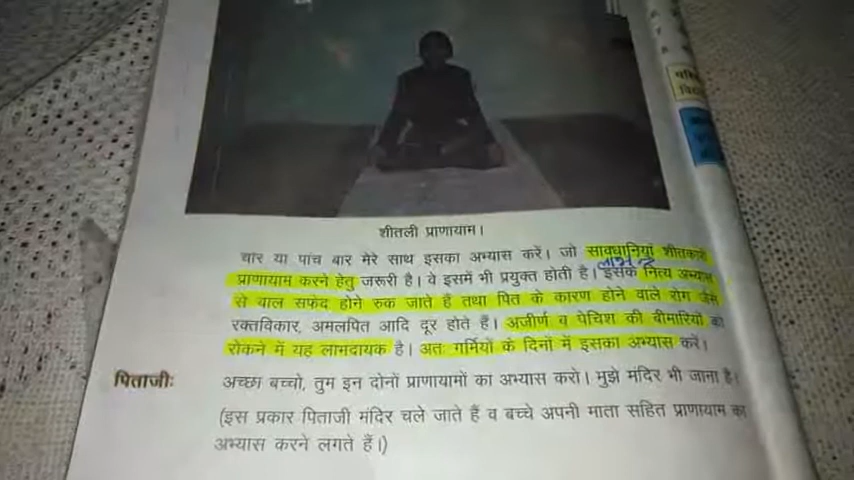 शीतली प्राणायाम।
चार या पांच बार मेरे साथ इसका अभ्यास करें। जो सावधानियाँ शीतकारी
लाभ
प्राणायाम करने हेतु जरूरी है। वे इसमें भी प्रयुक्त होती है। इसके नित्य अभ्यास
से बाल सफेद होने रुक जाते हैं तथा पित के कारण होने वाले रोग जैसे
रक्तविकार, अमलपित आदि दूर होते हैं। अजीर्ण व पेचिश की बीमारियों को
रोकने में यह लाभदायक है। अतः गर्मियों के दिनों में इसका अभ्यास करें।
पिताजीः अच्छा बच्चो, तुम इन दोनों प्राणायामों का अभ्यास करो। मुझे मंदिर भी जाना है।
(इस प्रकार पिताजी मंदिर चले जाते हैं व बच्चे अपनी माता सहित प्राणायाम का
अभ्यास करने लगते हैं।)